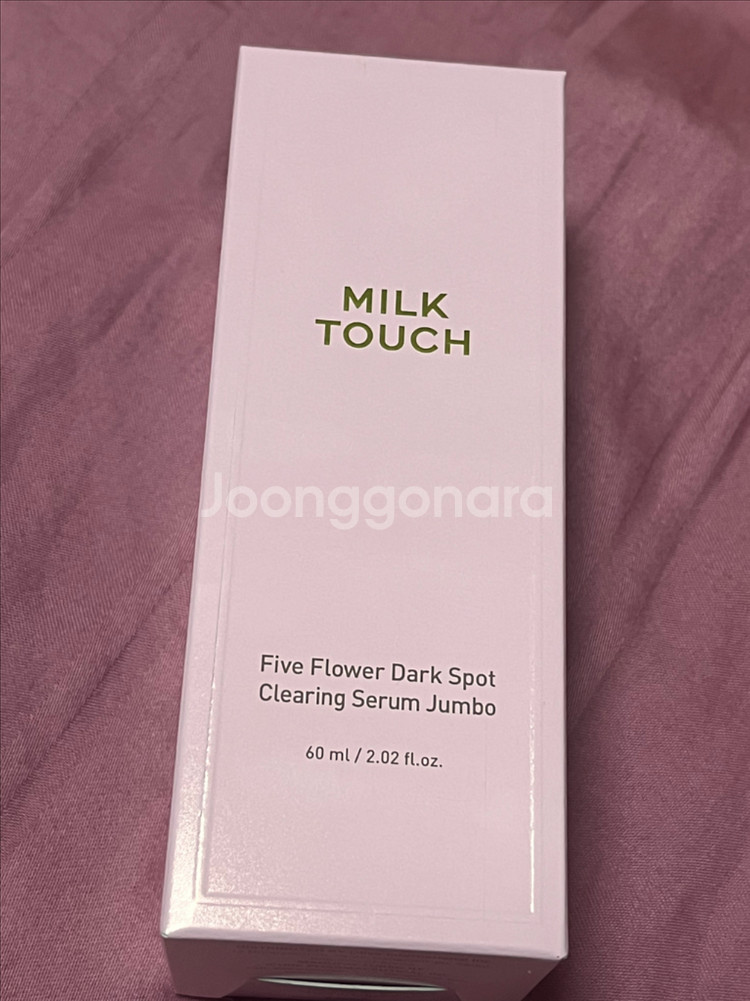 MILK
TOUCH
Joonggonara
Five Flower Dark Spot
Clearing Serum Jumbo
60 ml / 2.02 fl.oz.